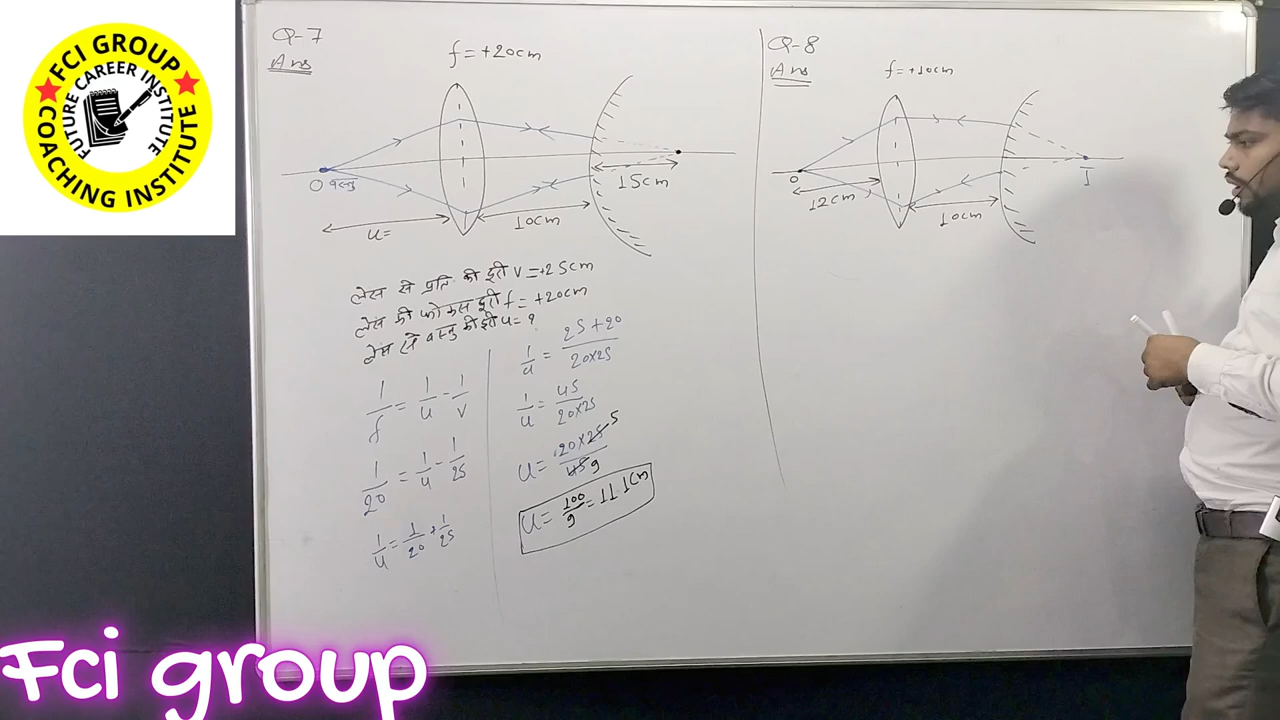 FCI GROUP
FUTURE CAREER INSTITUTE
COACHING INSTITUTE
Q-7
Ans
f = +20cm
O वस्तु
u=
10cm
15cm
लेंस से प्रति की दूरी v = +25cm
लेंस की फोकस दूरी f = +20cm
लेंस से वस्तु की दूरी u = ?
1/f = 1/u - 1/v
1/20 = 1/u - 1/25
1/u = 1/20 + 1/25
1/u = 25+20/20×25
1/u = 45/20×25
u = 20×25 5/45 9
u = 100/9 = 11 1cm
Q-8
Ans
f = +10cm
O
12cm
10cm
I
Fci group